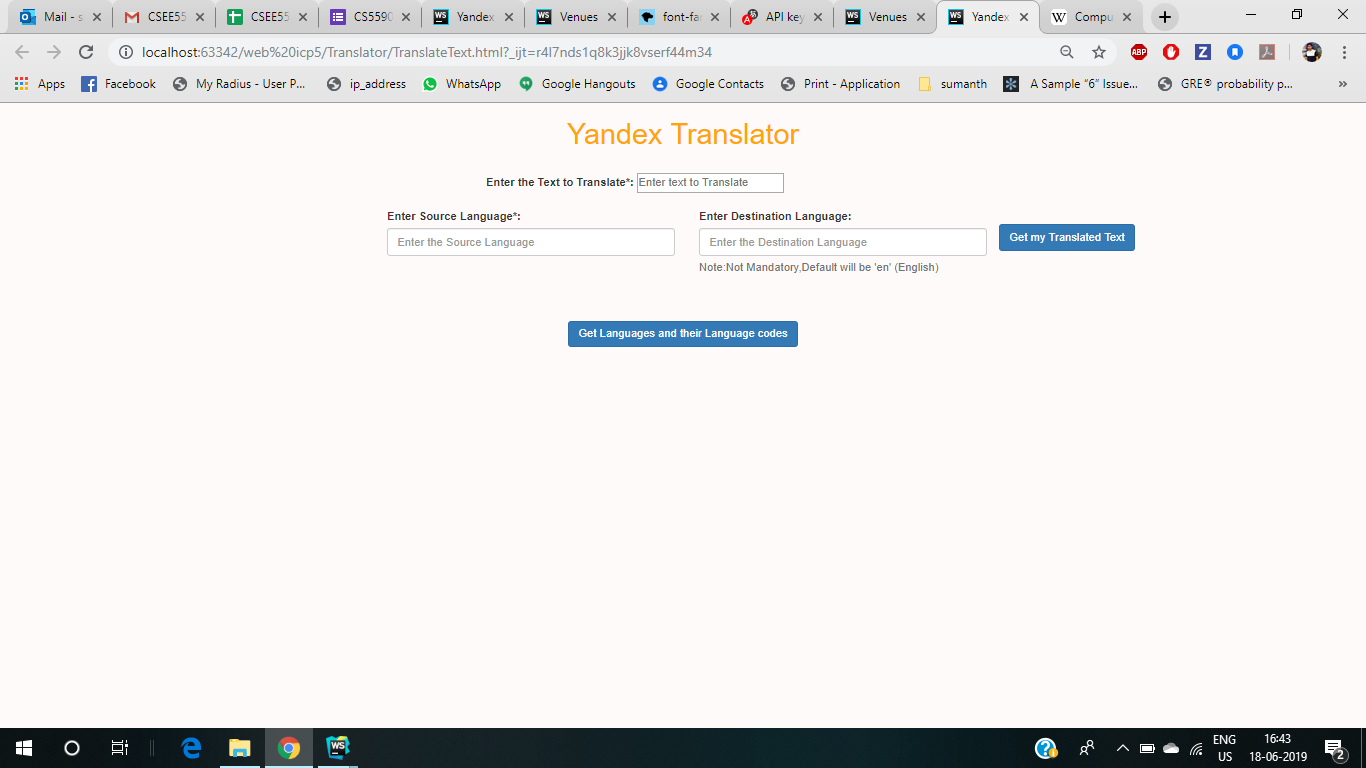 Mail - s
CSEE55
CSEE55
CS5590
Yandex
Venues
font-fa
API key
Venues
Yandex
Compu
localhost:63342/web%20icp5/Translator/TranslateText.html?_ijt=r4l7nds1q8k3jjk8vserf44m34
Apps
Facebook
My Radius - User P...
ip_address
WhatsApp
Google Hangouts
Google Contacts
Print - Application
sumanth
A Sample “6” Issue...
GRE® probability p...
»
Yandex Translator
Enter the Text to Translate*: Enter text to Translate
Enter Source Language*:
Enter Destination Language:
Enter the Source Language
Enter the Destination Language
Get my Translated Text
Note:Not Mandatory,Default will be 'en' (English)
Get Languages and their Language codes
ENG
US
16:43
18-06-2019
2